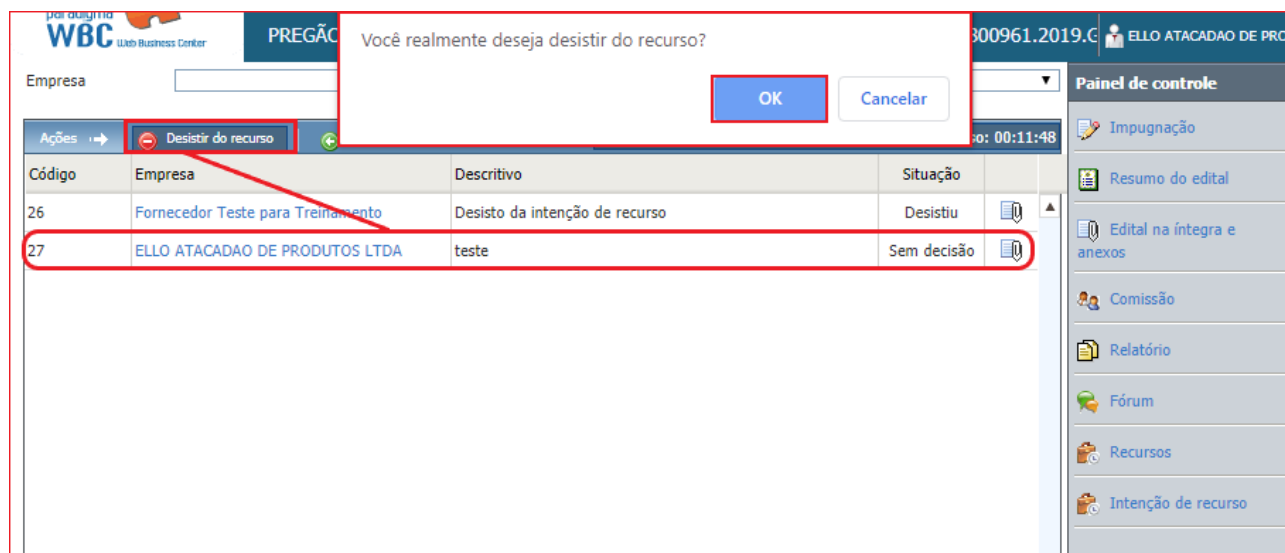 paradigma
WBC Web Business Center
PREGÃO
Você realmente deseja desistir do recurso?
OK
Cancelar
300961.2019.G
ELLO ATACADAO DE PRO
Empresa
Painel de controle
Ações
Desistir do recurso
so: 00:11:48
Código Empresa Descritivo Situação
26 Fornecedor Teste para Treinamento Desisto da intenção de recurso Desistiu
27 ELLO ATACADAO DE PRODUTOS LTDA teste Sem decisão
Impugnação
Resumo do edital
Edital na íntegra e
anexos
Comissão
Relatório
Fórum
Recursos
Intenção de recurso